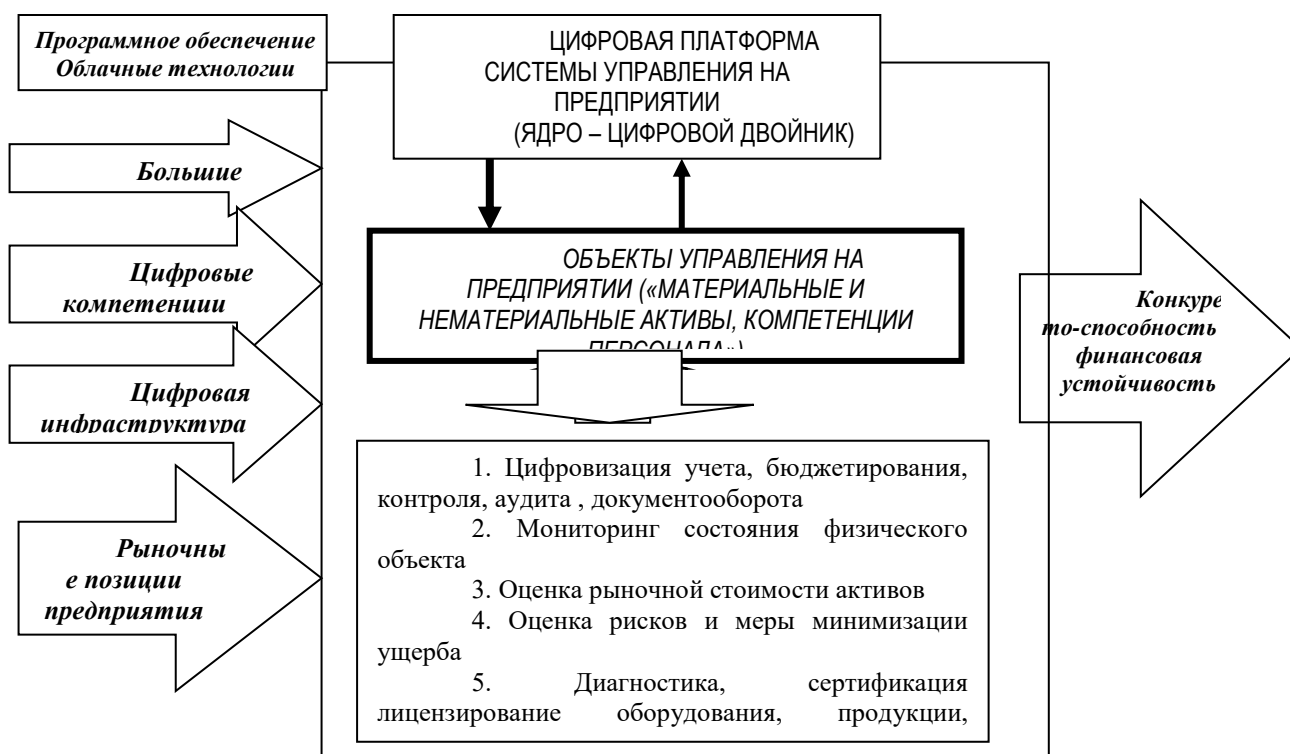 Программное обеспечение
Облачные технологии
ЦИФРОВАЯ ПЛАТФОРМА
СИСТЕМЫ УПРАВЛЕНИЯ НА
ПРЕДПРИЯТИИ
(ЯДРО – ЦИФРОВОЙ ДВОЙНИК)
Большие
Цифровые
компетенции
Цифровая
инфраструктура
Рыночны
е позиции
предприятия
ОБЪЕКТЫ УПРАВЛЕНИЯ НА
ПРЕДПРИЯТИИ («МАТЕРИАЛЬНЫЕ И
НЕМАТЕРИАЛЬНЫЕ АКТИВЫ, КОМПЕТЕНЦИИ
ПЕРСОНАЛА»)
1. Цифровизация учета, бюджетирования,
контроля, аудита , документооборота
2. Мониторинг состояния физического
объекта
3. Оценка рыночной стоимости активов
4. Оценка рисков и меры минимизации
ущерба
5. Диагностика, сертификация
лицензирование оборудования, продукции,
Конкуре
то-способность
финансовая
устойчивость